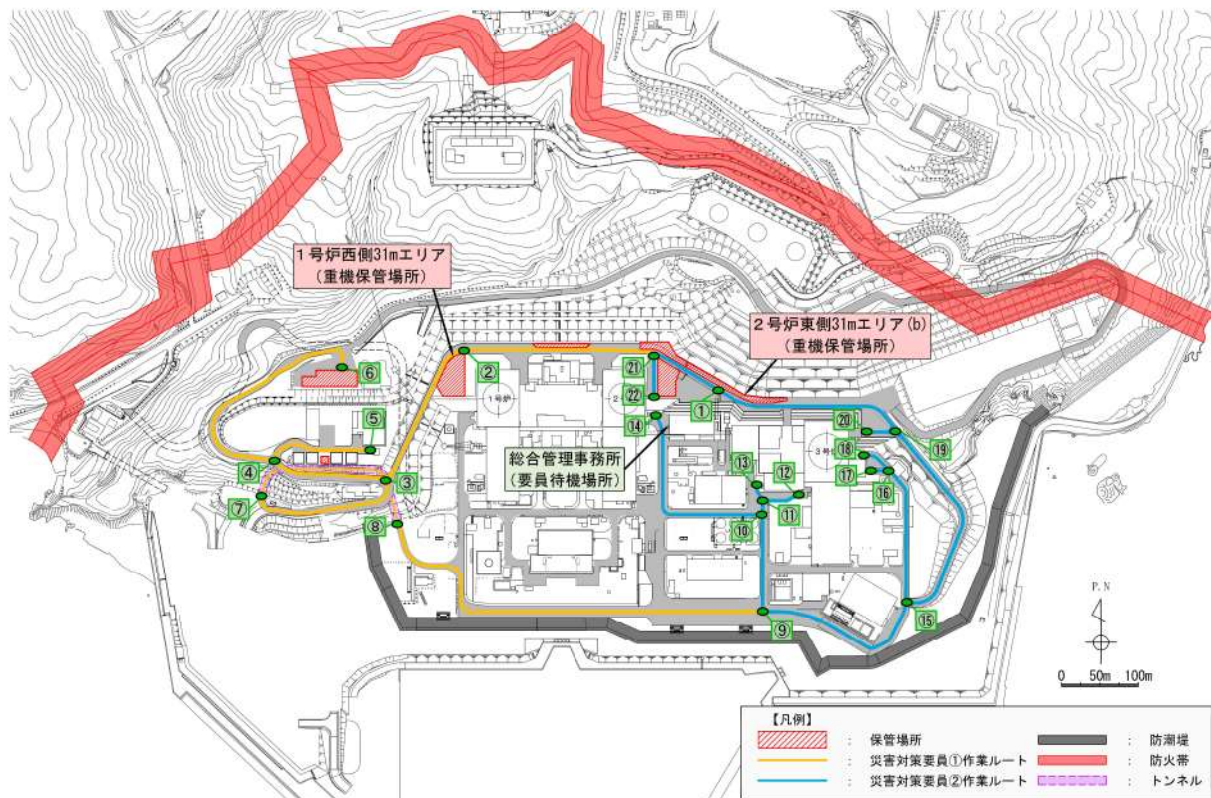 1号炉西側31mエリア
(重機保管場所)
2号炉東側31mエリア(b)
(重機保管場所)
⑥
②
1号炉
㉑
㉒
2
①
⑭
⑤
⑳
⑲
④
総合管理事務所
(要員待機場所)
⑬
⑫
3号
⑱
⑰
⑯
③
⑦
⑧
⑩
⑪
⑨
⑮
P.N
0 50m 100m
【凡例】
: 保管場所
: 防潮堤
: 災害対策要員①作業ルート
: 防火帯
: 災害対策要員②作業ルート
: トンネル